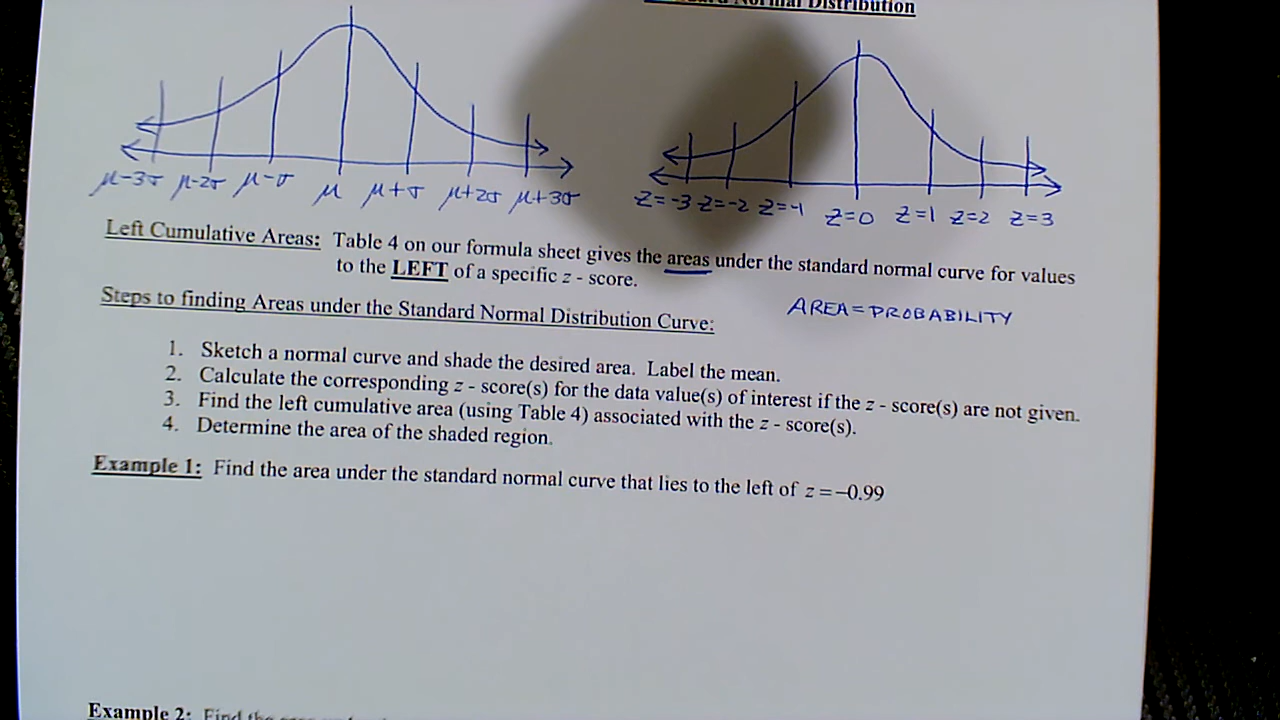 Normal Distribution
μ-3σ μ-2σ μ-σ μ μ+σ μ+2σ μ+3σ
z=-3 z=-2 z=-1 z=0 z=1 z=2 z=3
Left Cumulative Areas: Table 4 on our formula sheet gives the areas under the standard normal curve for values
to the LEFT of a specific z - score.
AREA=PROBABILITY
Steps to finding Areas under the Standard Normal Distribution Curve:
1. Sketch a normal curve and shade the desired area. Label the mean.
2. Calculate the corresponding z - score(s) for the data value(s) of interest if the z - score(s) are not given.
3. Find the left cumulative area (using Table 4) associated with the z - score(s).
4. Determine the area of the shaded region.
Example 1: Find the area under the standard normal curve that lies to the left of z = -0.99
Example 2: Find the